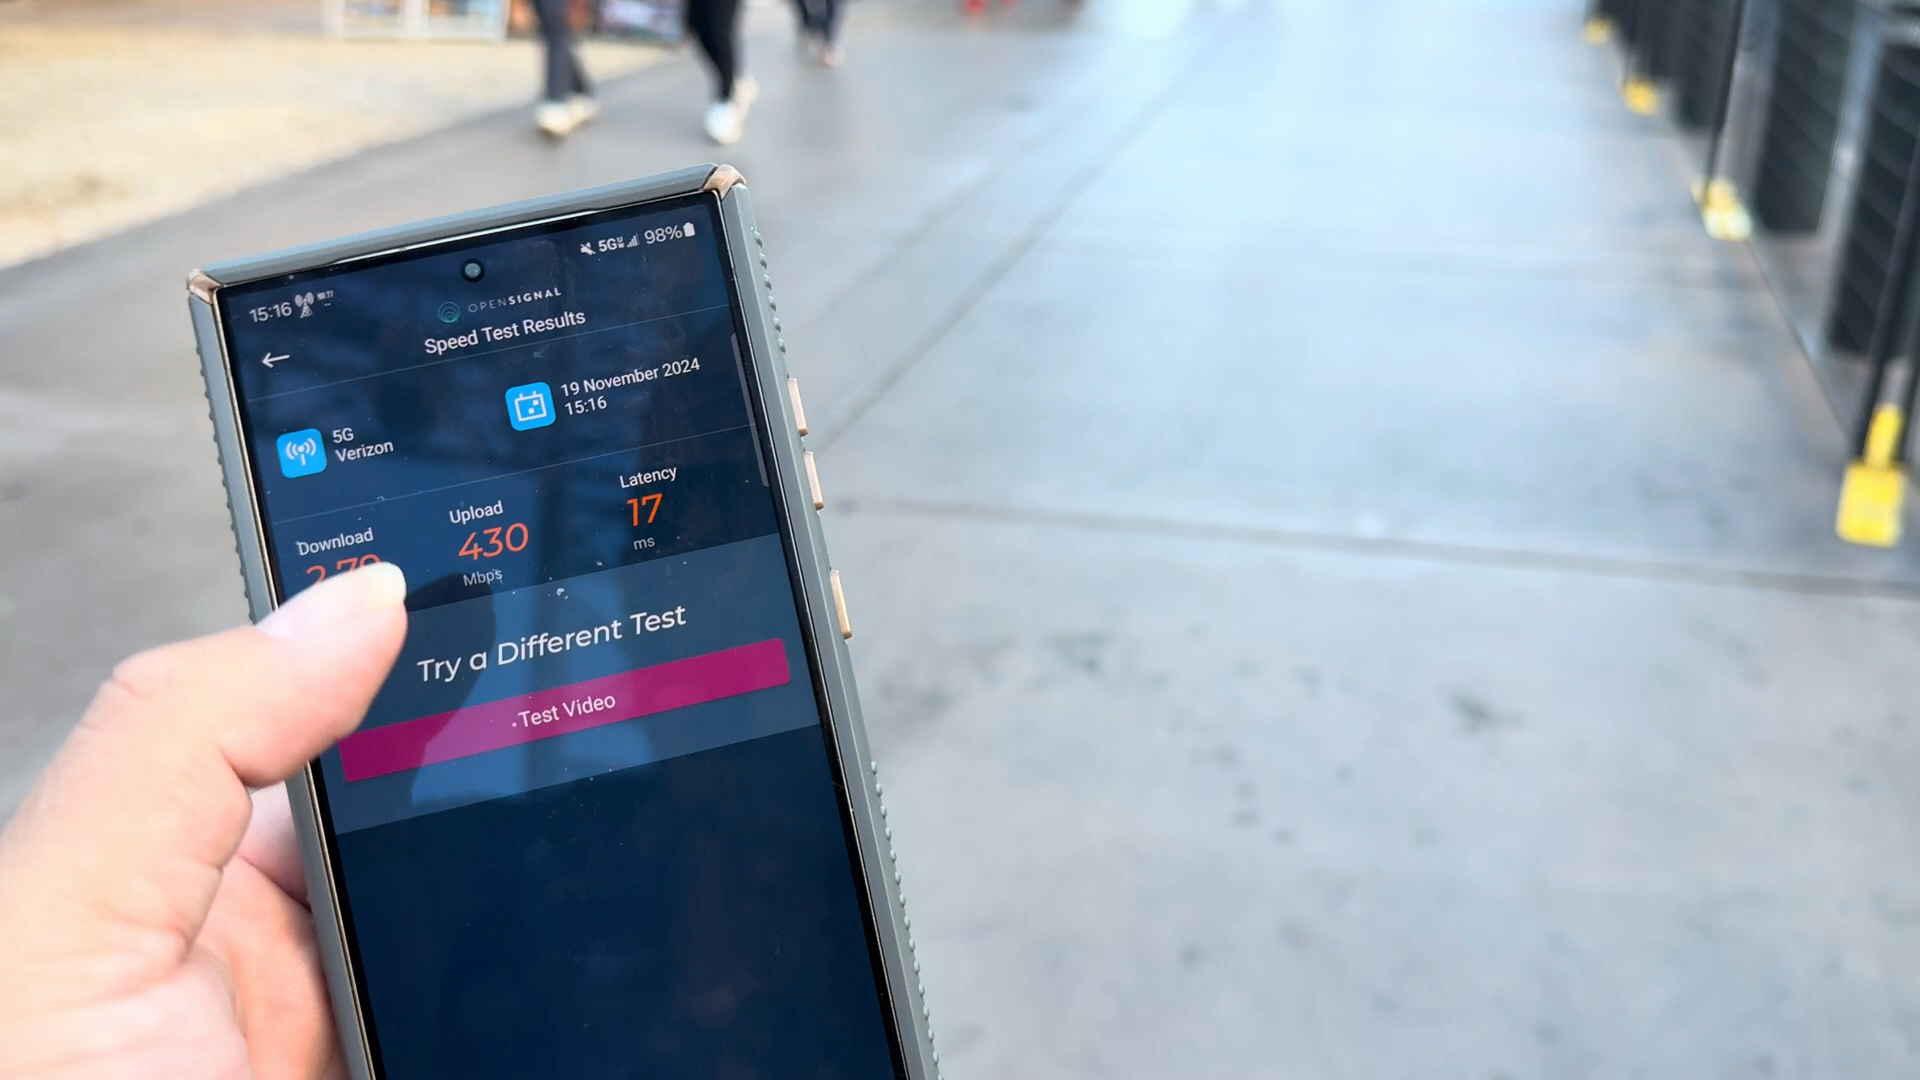 15:16
5G 98%
OPENSIGNAL
Speed Test Results
19 November 2024
15:16
5G
Verizon
Download
Upload
430
Mbps
Latency
17
ms
Try a Different Test
Test Video